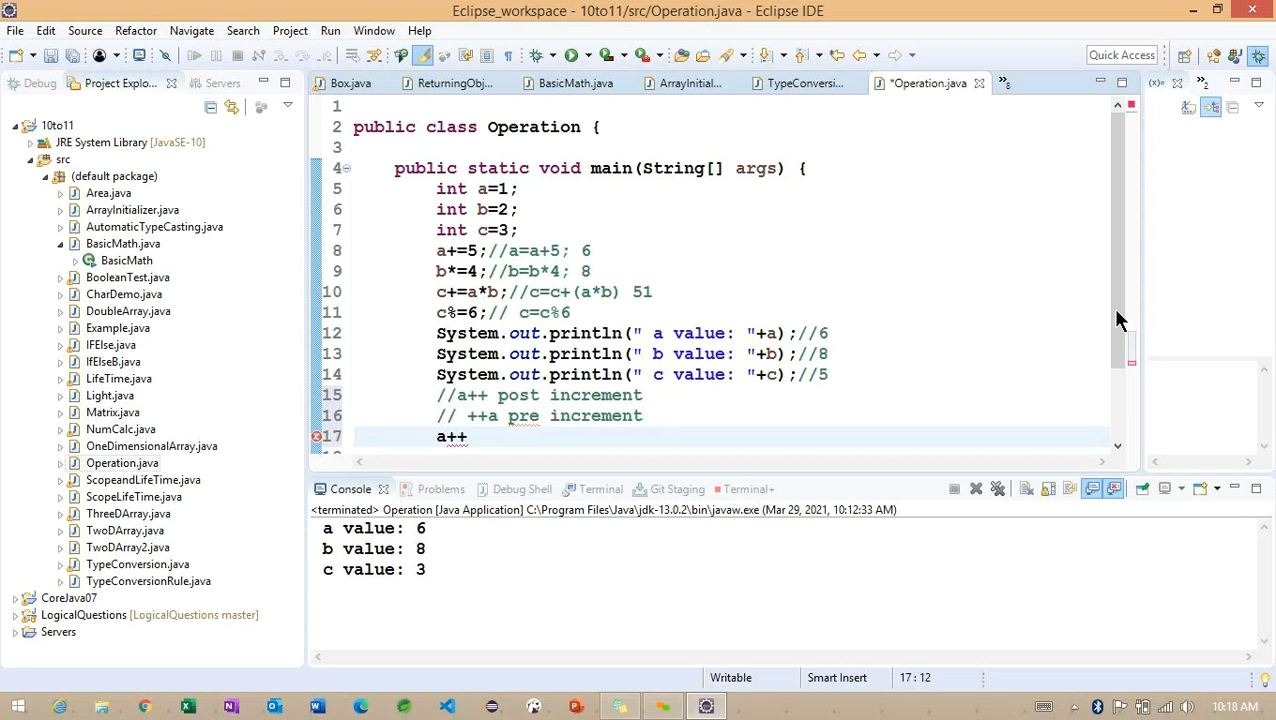 Eclipse_workspace - 10to11/src/Operation.java - Eclipse IDE
File Edit Source Refactor Navigate Search Project Run Window Help
Quick Access
Debug Project Explo... Servers
Box.java ReturningObj... BasicMath.java ArrayInitial... TypeConversi... *Operation.java »5
(x)= »2
10to11
JRE System Library [JavaSE-10]
src
(default package)
Area.java
ArrayInitializer.java
AutomaticTypeCasting.java
BasicMath.java
BasicMath
BooleanTest.java
CharDemo.java
DoubleArray.java
Example.java
IFElse.java
IfElseB.java
LifeTime.java
Light.java
Matrix.java
NumCalc.java
OneDimensionalArray.java
Operation.java
ScopeandLifeTime.java
ScopeLifeTime.java
ThreeDArray.java
TwoDArray.java
TwoDArray2.java
TypeConversion.java
TypeConversionRule.java
CoreJava07
LogicalQuestions [LogicalQuestions master]
Servers
1
2 public class Operation {
3
4 public static void main(String[] args) {
5 int a=1;
6 int b=2;
7 int c=3;
8 a+=5;//a=a+5; 6
9 b*=4;//b=b*4; 8
10 c+=a*b;//c=c+(a*b) 51
11 c%=6;// c=c%6
12 System.out.println(" a value: "+a);//6
13 System.out.println(" b value: "+b);//8
14 System.out.println(" c value: "+c);//5
15 //a++ post increment
16 // ++a pre increment
17 a++
Console Problems Debug Shell Terminal Git Staging Terminal+
<terminated> Operation [Java Application] C:\Program Files\Java\jdk-13.0.2\bin\javaw.exe (Mar 29, 2021, 10:12:33 AM)
a value: 6
b value: 8
c value: 3
Writable Smart Insert 17 : 12
10:18 AM